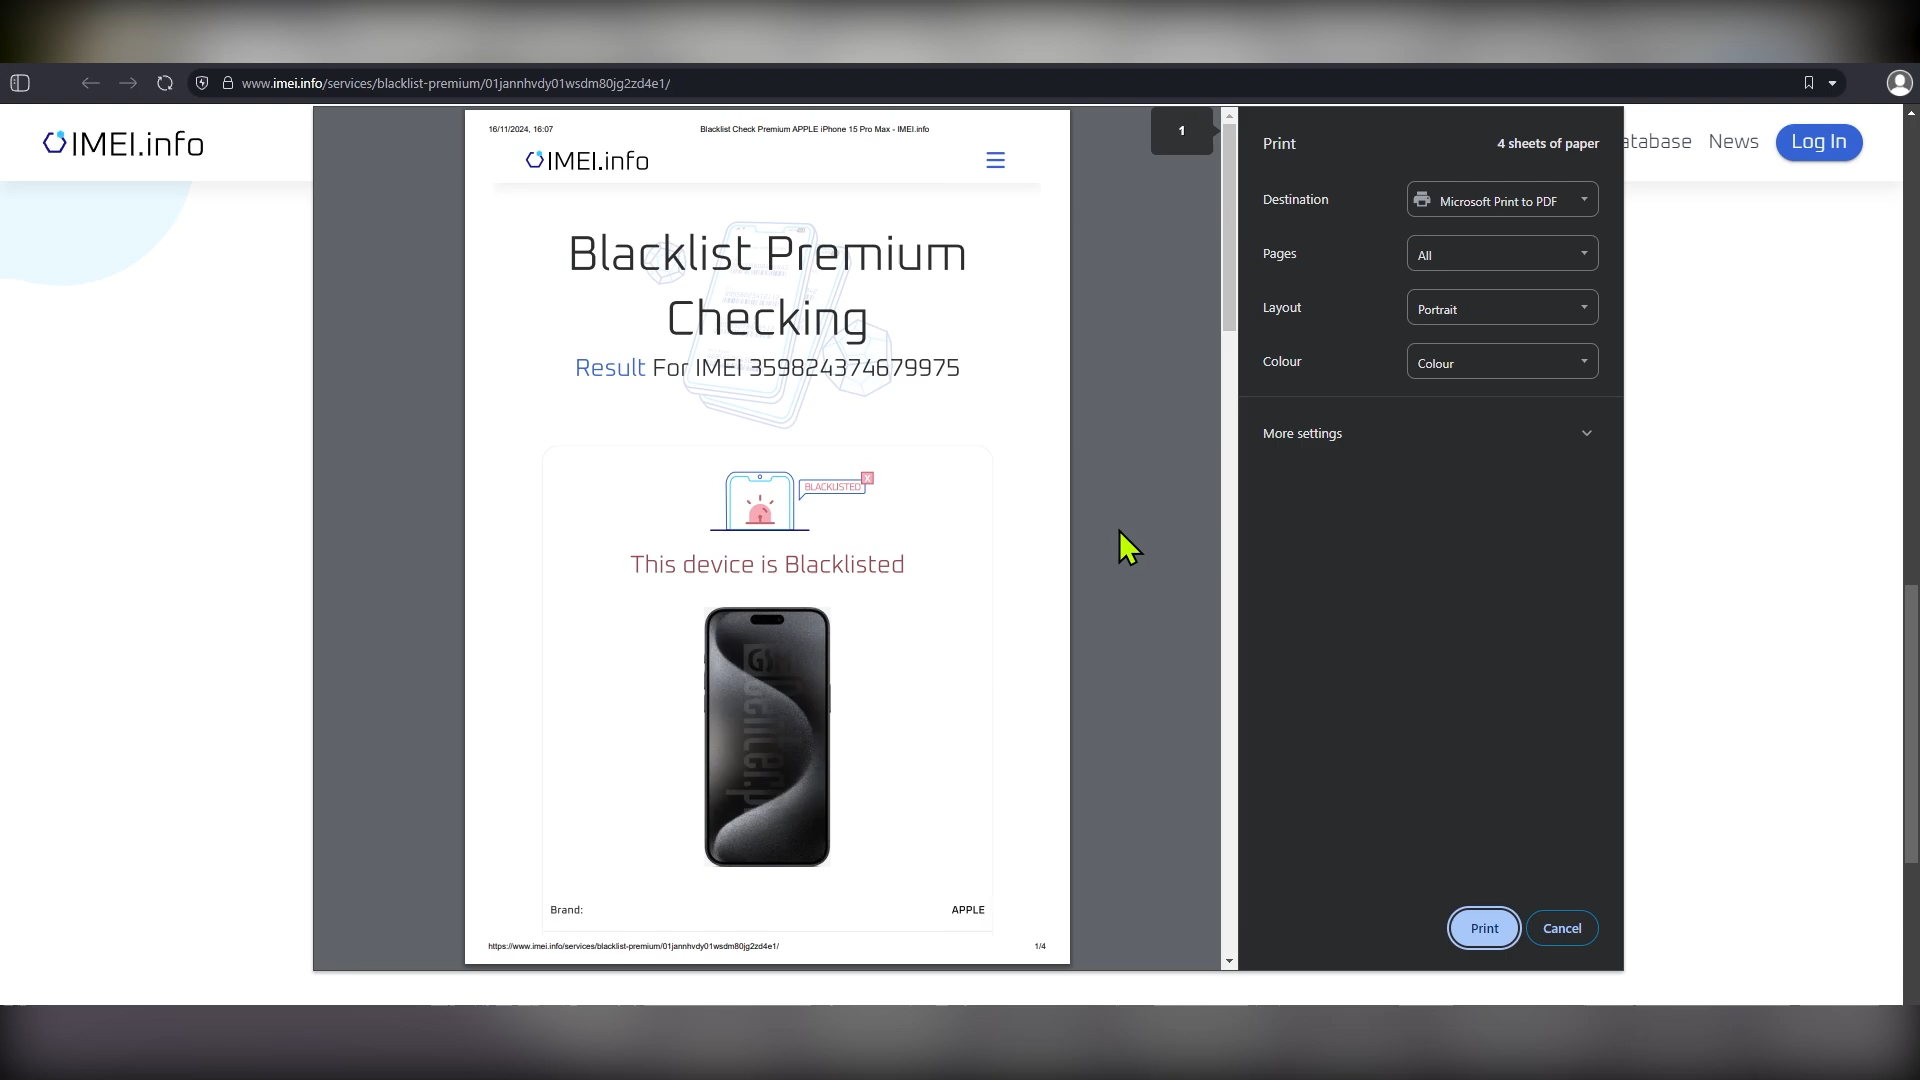 www.imei.info/services/blacklist-premium/01jannhvdy01wsdm80jg2zd4e1/
IMEI.info
News
Log In
16/11/2024, 16:07
Blacklist Check Premium APPLE iPhone 15 Pro Max - IMEI.info
IMEI.info
Blacklist Premium
Checking
Result For IMEI 359824374679975
BLACKLISTED
This device is Blacklisted
Brand:
APPLE
https://www.imei.info/services/blacklist-premium/01jannhvdy01wsdm80jg2zd4e1/
1/4
1
Print
4 sheets of paper
Destination
Microsoft Print to PDF
Pages
All
Layout
Portrait
Colour
Colour
More settings
Print
Cancel